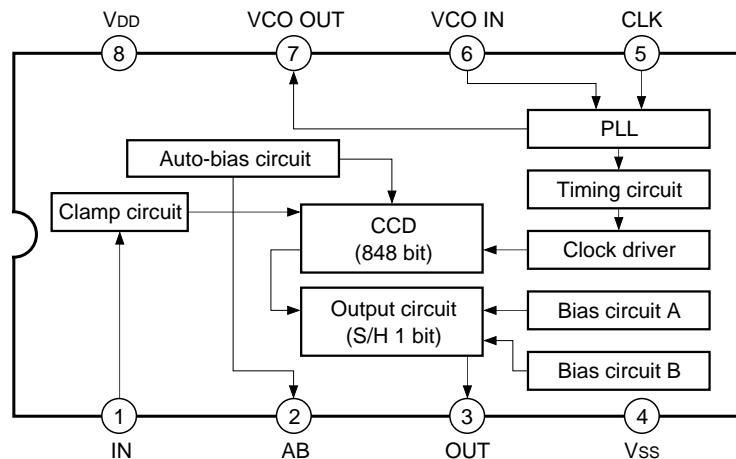 VDD
VCO OUT
VCO IN
CLK
8
7
6
5
PLL
Auto-bias circuit
Timing circuit
Clamp circuit
CCD
(848 bit)
Clock driver
Output circuit
(S/H 1 bit)
Bias circuit A
Bias circuit B
1
2
3
4
IN
AB
OUT
VSS